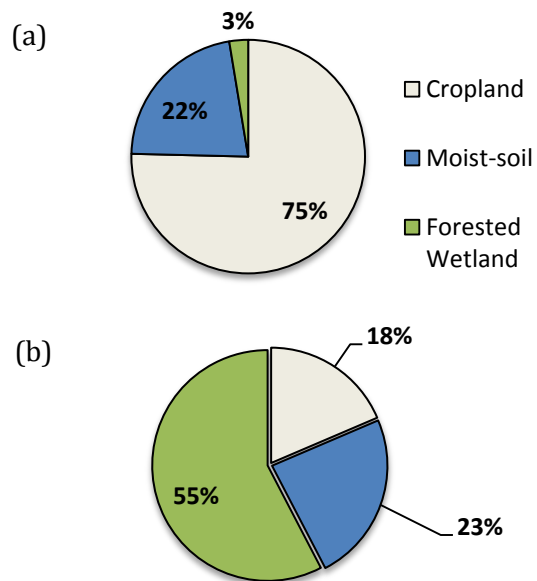 (a)
3%
22%
75%
Cropland
Moist-soil
Forested
Wetland
(b)
18%
55%
23%